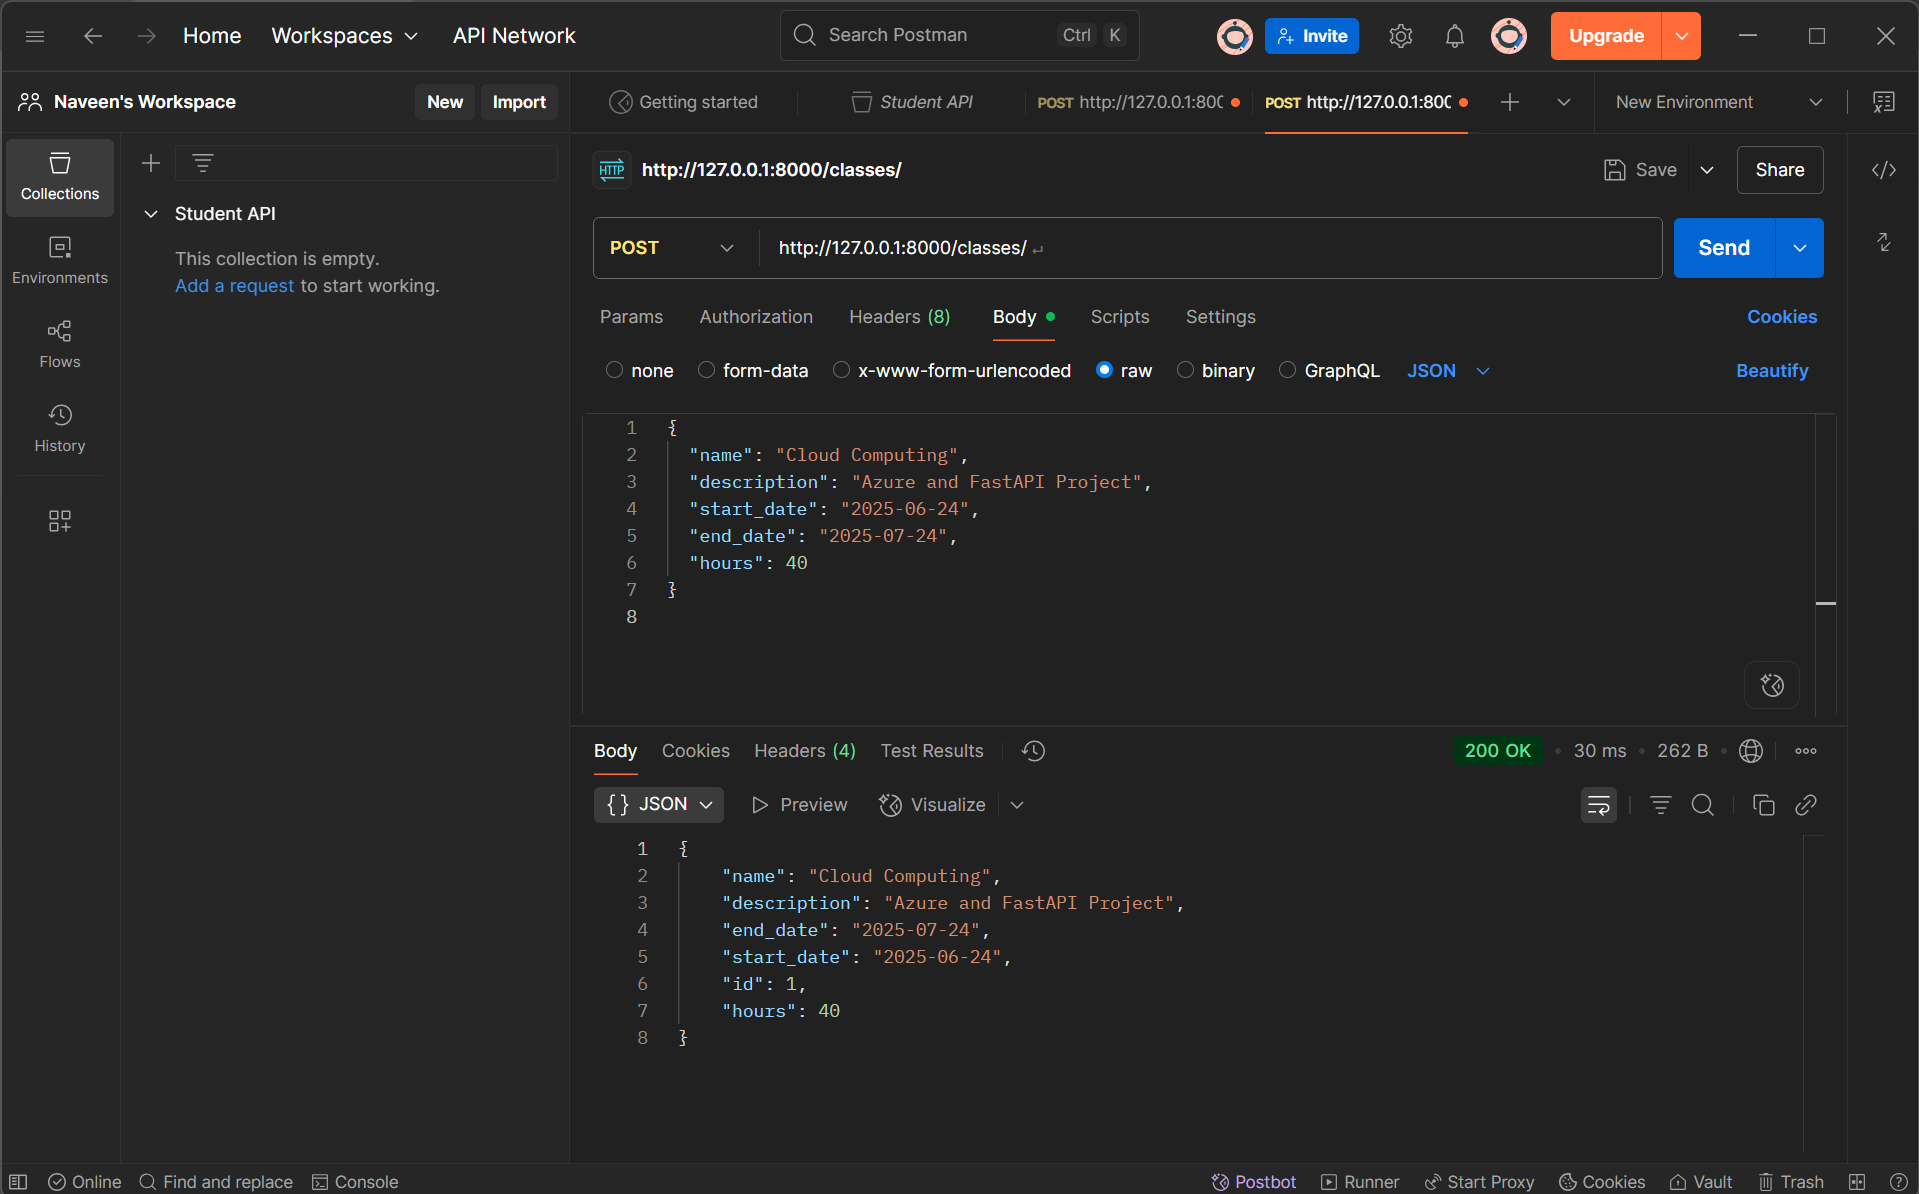 Home Workspaces API Network Search Postman Ctrl K Invite Upgrade
Naveen's Workspace New Import Getting started Student API POST http://127.0.0.1:800 POST http://127.0.0.1:800 New Environment
http://127.0.0.1:8000/classes/ Save Share
Collections
Student API
This collection is empty.
Add a request to start working.
Environments
Flows
History
POST http://127.0.0.1:8000/classes/ Send
Params Authorization Headers (8) Body Scripts Settings Cookies
none form-data x-www-form-urlencoded raw binary GraphQL JSON Beautify
1 {
2 "name": "Cloud Computing",
3 "description": "Azure and FastAPI Project",
4 "start_date": "2025-06-24",
5 "end_date": "2025-07-24",
6 "hours": 40
7 }
8
Body Cookies Headers (4) Test Results 200 OK 30 ms 262 B
{} JSON Preview Visualize
1 {
2 "name": "Cloud Computing",
3 "description": "Azure and FastAPI Project",
4 "end_date": "2025-07-24",
5 "start_date": "2025-06-24",
6 "id": 1,
7 "hours": 40
8 }
Online Find and replace Console Postbot Runner Start Proxy Cookies Vault Trash